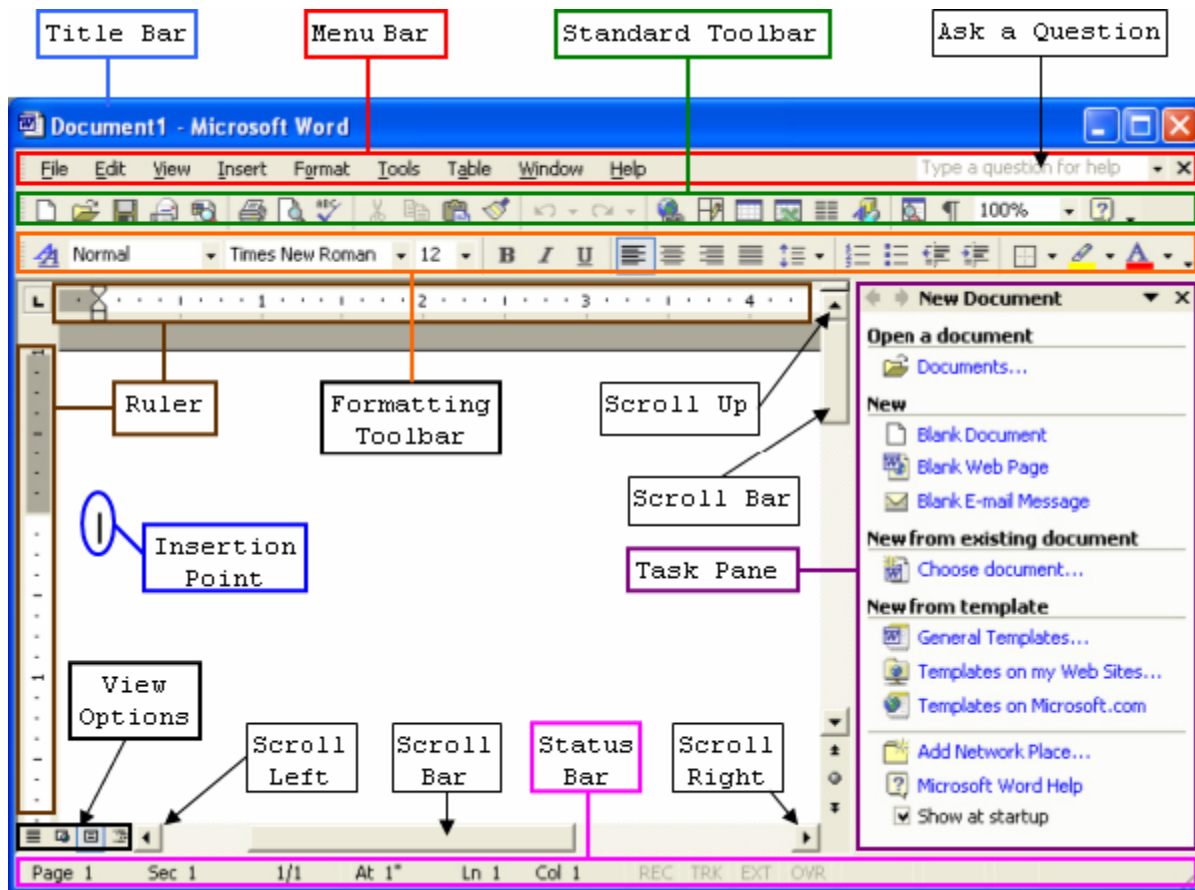 Title Bar
Menu Bar
Standard Toolbar
Ask a Question
Document1 - Microsoft Word
File Edit View Insert Format Tools Table Window Help Type a question for help
ABC
¶ 100%
Normal Times New Roman 12 B I U A
1 2 3 4
New Document
Open a document
Documents...
Ruler
Formatting
Toolbar
Scroll Up
New
Blank Document
Blank Web Page
Blank E-mail Message
Scroll Bar
Insertion
Point
Task Pane
New from existing document
Choose document...
New from template
General Templates...
Templates on my Web Sites...
Templates on Microsoft.com
1
View
Options
Scroll
Left
Scroll
Bar
Status
Bar
Scroll
Right
Add Network Place...
Microsoft Word Help
Show at startup
Page 1 Sec 1 1/1 At 1" Ln 1 Col 1 REC TRK EXT OVR